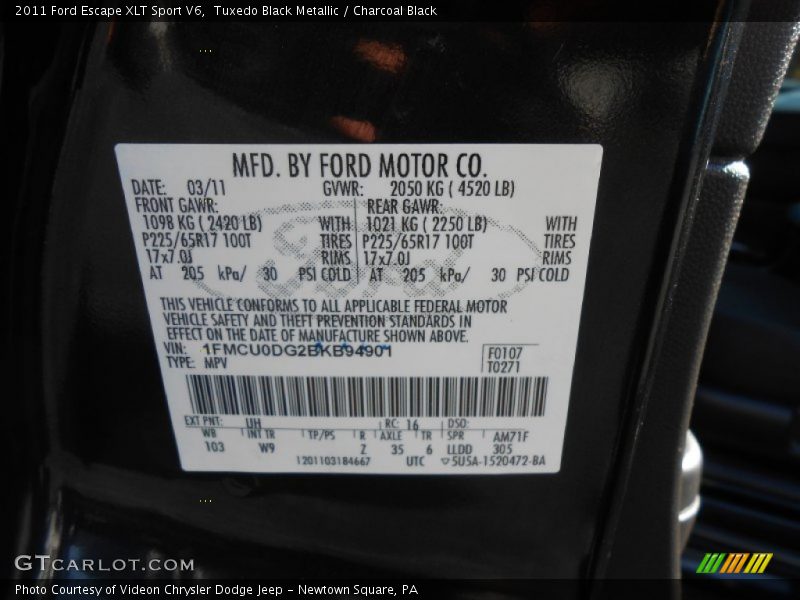 2011 Ford Escape XLT Sport V6, Tuxedo Black Metallic / Charcoal Black
MFD. BY FORD MOTOR CO.
DATE: 03/11 GVWR: 2050 KG ( 4520 LB)
FRONT GAWR: REAR GAWR:
1098 KG ( 2420 LB) WITH 1021 KG ( 2250 LB) WITH
P225/65R17 100T TIRES P225/65R17 100T TIRES
17x7.0J RIMS 17x7.0J RIMS
AT 205 kPa/ 30 PSI COLD AT 205 kPa/ 30 PSI COLD
THIS VEHICLE CONFORMS TO ALL APPLICABLE FEDERAL MOTOR
VEHICLE SAFETY AND THEFT PREVENTION STANDARDS IN
EFFECT ON THE DATE OF MANUFACTURE SHOWN ABOVE.
VIN: 1FMCU0DG2BKB94901 F0107
TYPE: MPV T0271
EXT PNT: UH RC: 16 DSO:
WB INT TR TP/PS R AXLE TR SPR AM71F
103 W9 Z 35 6 LLDD 305
1201103184667 UTC ▽5U5A-1520472-BA
GTCARLOT.COM
Photo Courtesy of Videon Chrysler Dodge Jeep - Newtown Square, PA